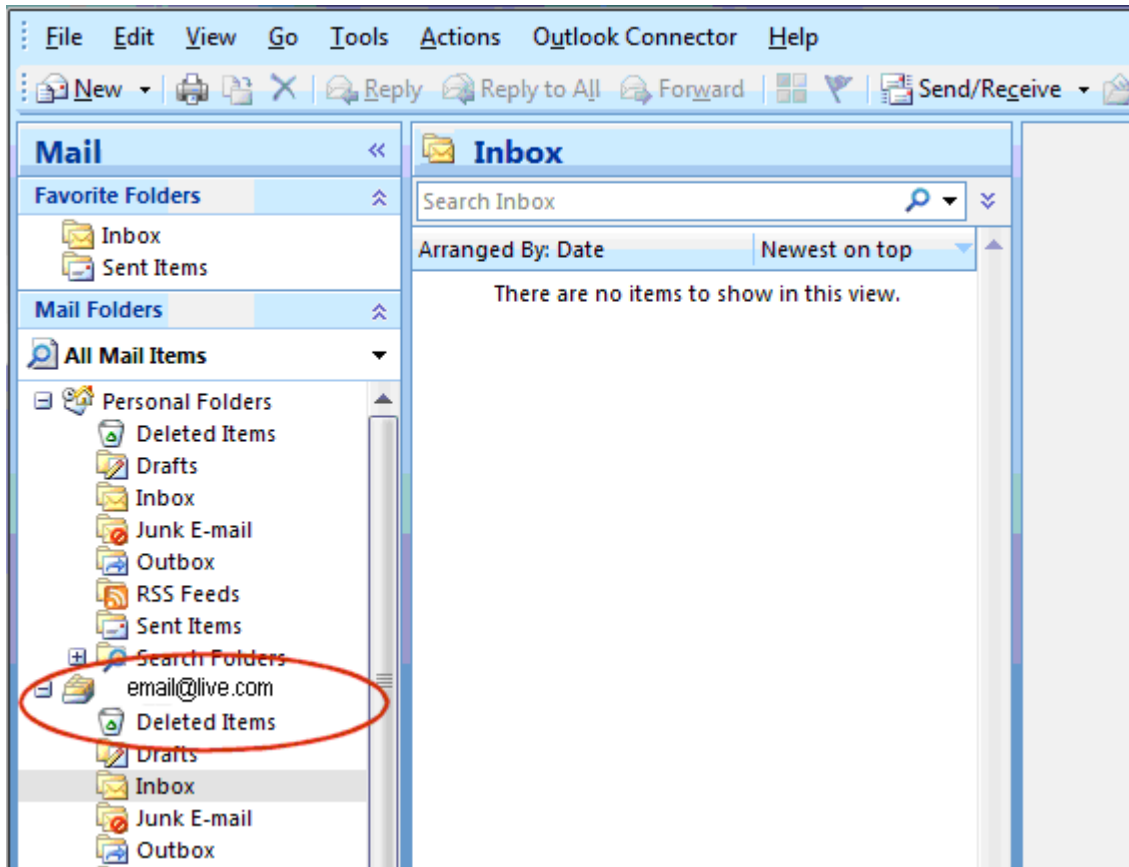 File Edit View Go Tools Actions Outlook Connector Help
New Reply Reply to All Forward Send/Receive
Mail «
Favorite Folders
Inbox
Sent Items
Mail Folders
All Mail Items
Personal Folders
Deleted Items
Drafts
Inbox
Junk E-mail
Outbox
RSS Feeds
Sent Items
Search Folders
email@live.com
Deleted Items
Drafts
Inbox
Junk E-mail
Outbox
Inbox
Search Inbox
Arranged By: Date Newest on top
There are no items to show in this view.